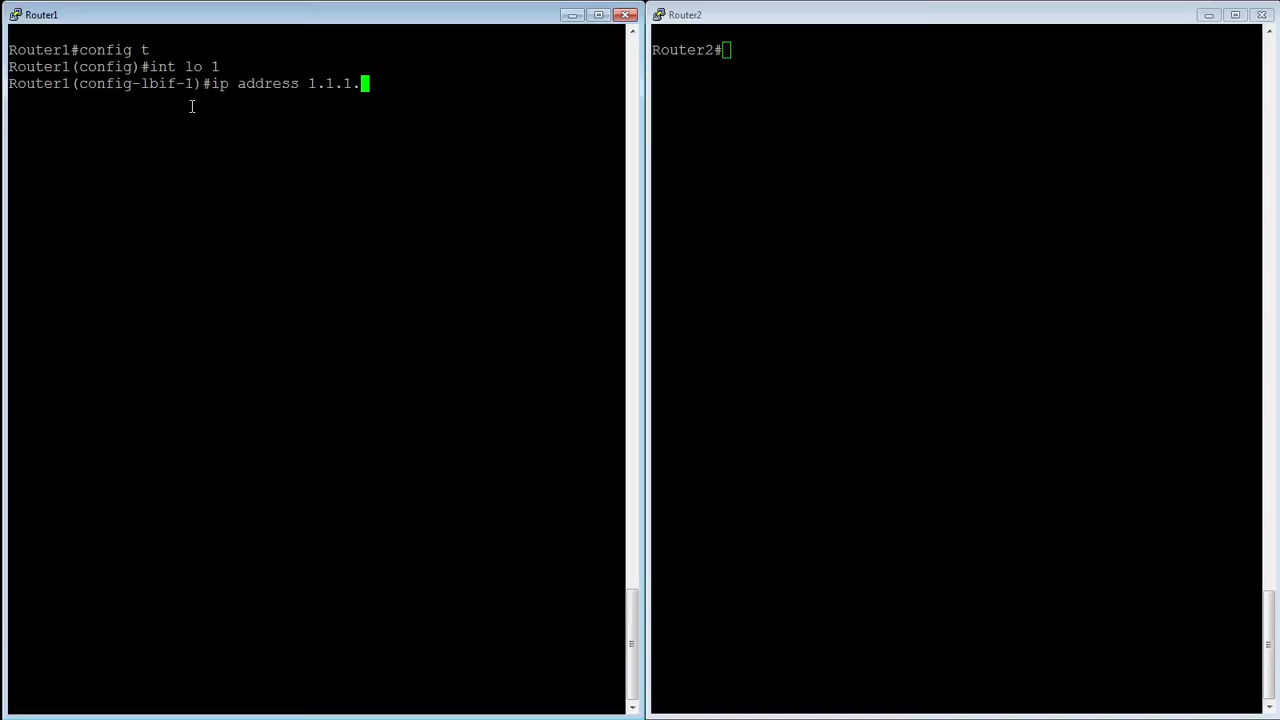 Router1
Router1#config t
Router1(config)#int lo 1
Router1(config-lbif-1)#ip address 1.1.1.
Router2
Router2#